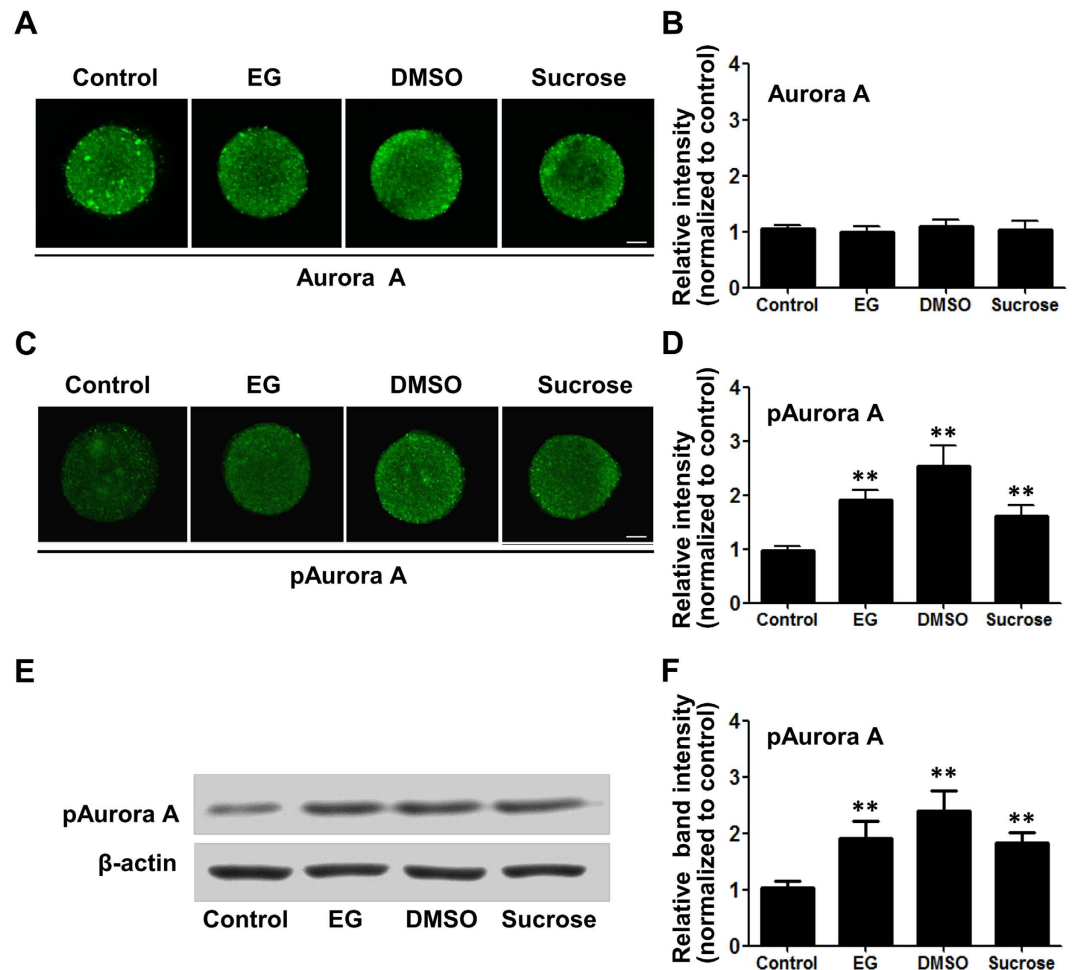 A
Control EG DMSO Sucrose
Aurora A
B
Relative intensity
(normalized to control)
Aurora A
4
3
2
1
0
Control EG DMSO Sucrose
C
Control EG DMSO Sucrose
pAurora A
D
Relative intensity
(normalized to control)
pAurora A
4
3
2
1
0
** ** **
Control EG DMSO Sucrose
E
pAurora A
β-actin
Control EG DMSO Sucrose
F
Relative band intensity
(normalized to control)
pAurora A
4
3
2
1
0
** ** **
Control EG DMSO Sucrose